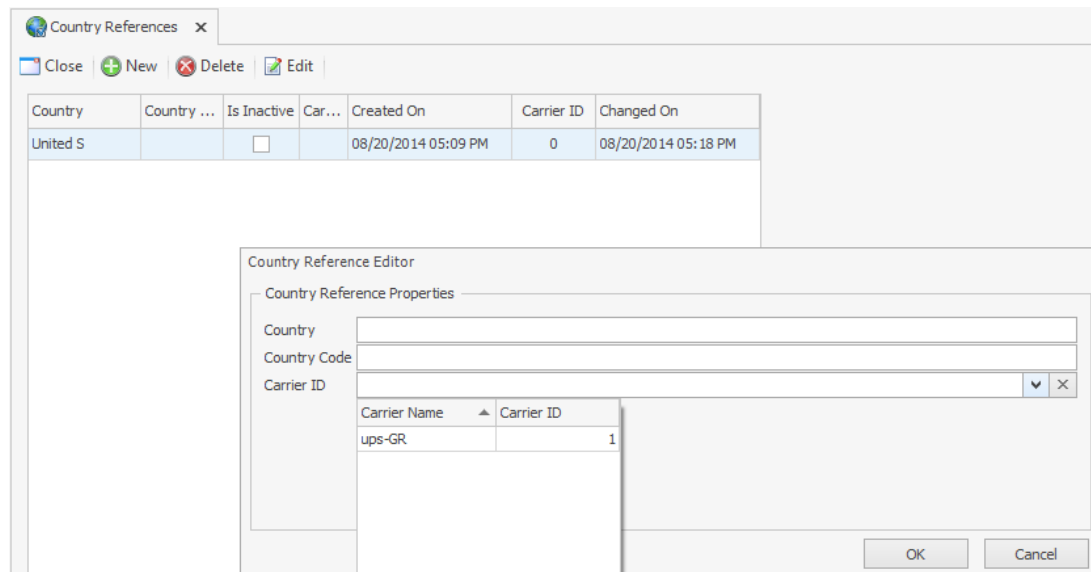 Country References
Close New Delete Edit
Country Country ... Is Inactive Car... Created On Carrier ID Changed On
United S 08/20/2014 05:09 PM 0 08/20/2014 05:18 PM
Country Reference Editor
Country Reference Properties
Country
Country Code
Carrier ID
Carrier Name Carrier ID
ups-GR 1
OK Cancel